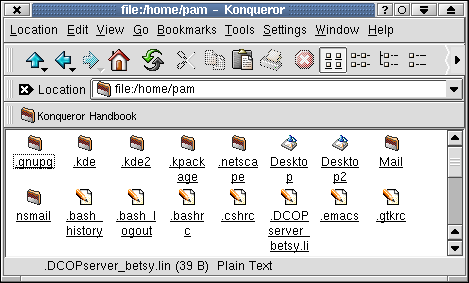 file:/home/pam - Konqueror
Location Edit View Go Bookmarks Tools Settings Window Help
Location file:/home/pam
Konqueror Handbook
.gnupg .kde .kde2 .kpack .netsca Deskto Deskto Mail
age pe p p2
nsmail .bash_ .bash_l .bashr .cshrc .DCOP .emacs .gtkrc
history ogout c server_
betsy.li
.DCOPserver_betsy.lin (39 B) Plain Text